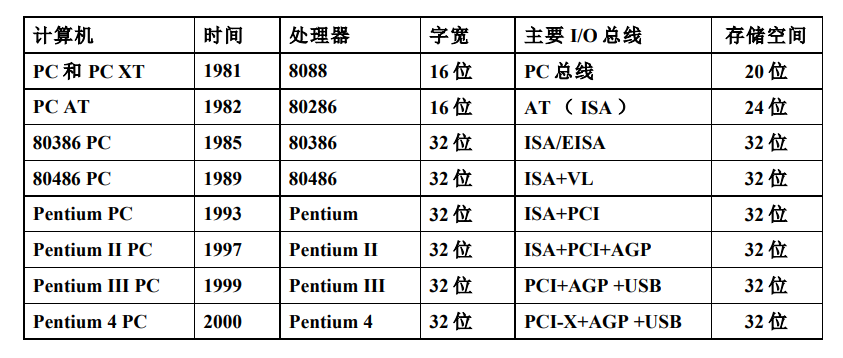 计算机 时间 处理器 字宽 主要 I/O 总线 存储空间
PC 和 PC XT 1981 8088 16 位 PC 总线 20 位
PC AT 1982 80286 16 位 AT （ ISA ） 24 位
80386 PC 1985 80386 32 位 ISA/EISA 32 位
80486 PC 1989 80486 32 位 ISA+VL 32 位
Pentium PC 1993 Pentium 32 位 ISA+PCI 32 位
Pentium II PC 1997 Pentium II 32 位 ISA+PCI+AGP 32 位
Pentium III PC 1999 Pentium III 32 位 PCI+AGP +USB 32 位
Pentium 4 PC 2000 Pentium 4 32 位 PCI-X+AGP +USB 32 位